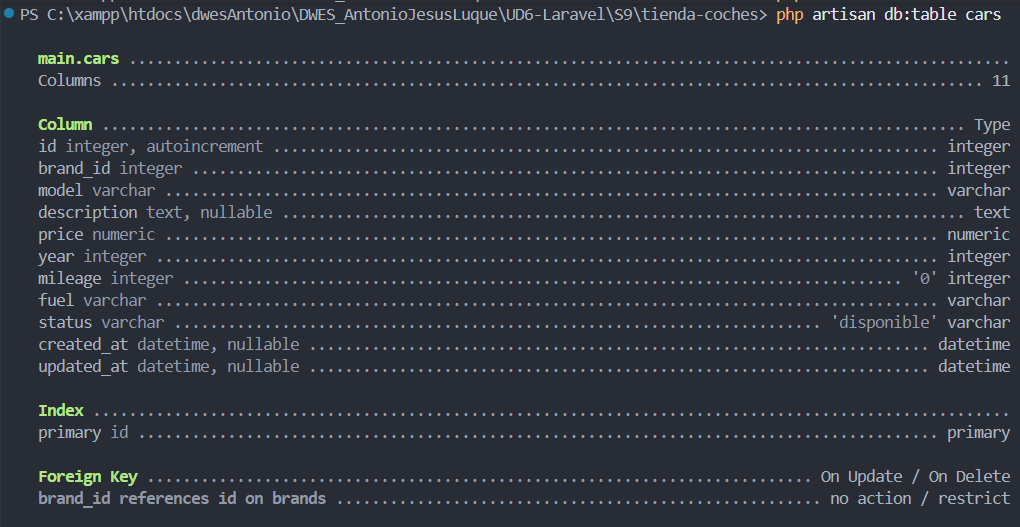 PS C:\xampp\htdocs\dwesAntonio\DWES_AntonioJesusLuque\UD6-Laravel\S9\tienda-coches> php artisan db:table cars
main.cars ..................................................................................................
Columns ................................................................................................. 11
Column ................................................................................................ Type
id integer, autoincrement .......................................................................... integer
brand_id integer ................................................................................... integer
model varchar ...................................................................................... varchar
description text, nullable ............................................................................ text
price numeric ...................................................................................... numeric
year integer ....................................................................................... integer
mileage integer ................................................................................ '0' integer
fuel varchar ....................................................................................... varchar
status varchar ........................................................................ 'disponible' varchar
created_at datetime, nullable ..................................................................... datetime
updated_at datetime, nullable ..................................................................... datetime
Index ......................................................................................................
primary id ......................................................................................... primary
Foreign Key .......................................................................... On Update / On Delete
brand_id references id on brands ...................................................... no action / restrict